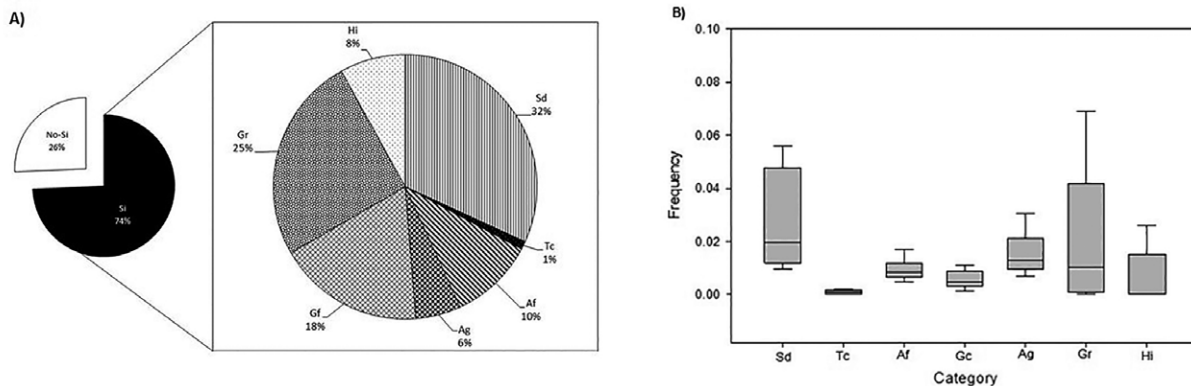 A)
No-Si
26%
Si
74%
Hi
8%
Sd
32%
Gr
25%
Tc
1%
Af
10%
Gf
18%
Ag
6%
B)
0.10
0.08
0.06
0.04
0.02
0.00
Frequency
Sd Tc Af Gc Ag Gr Hi
Category